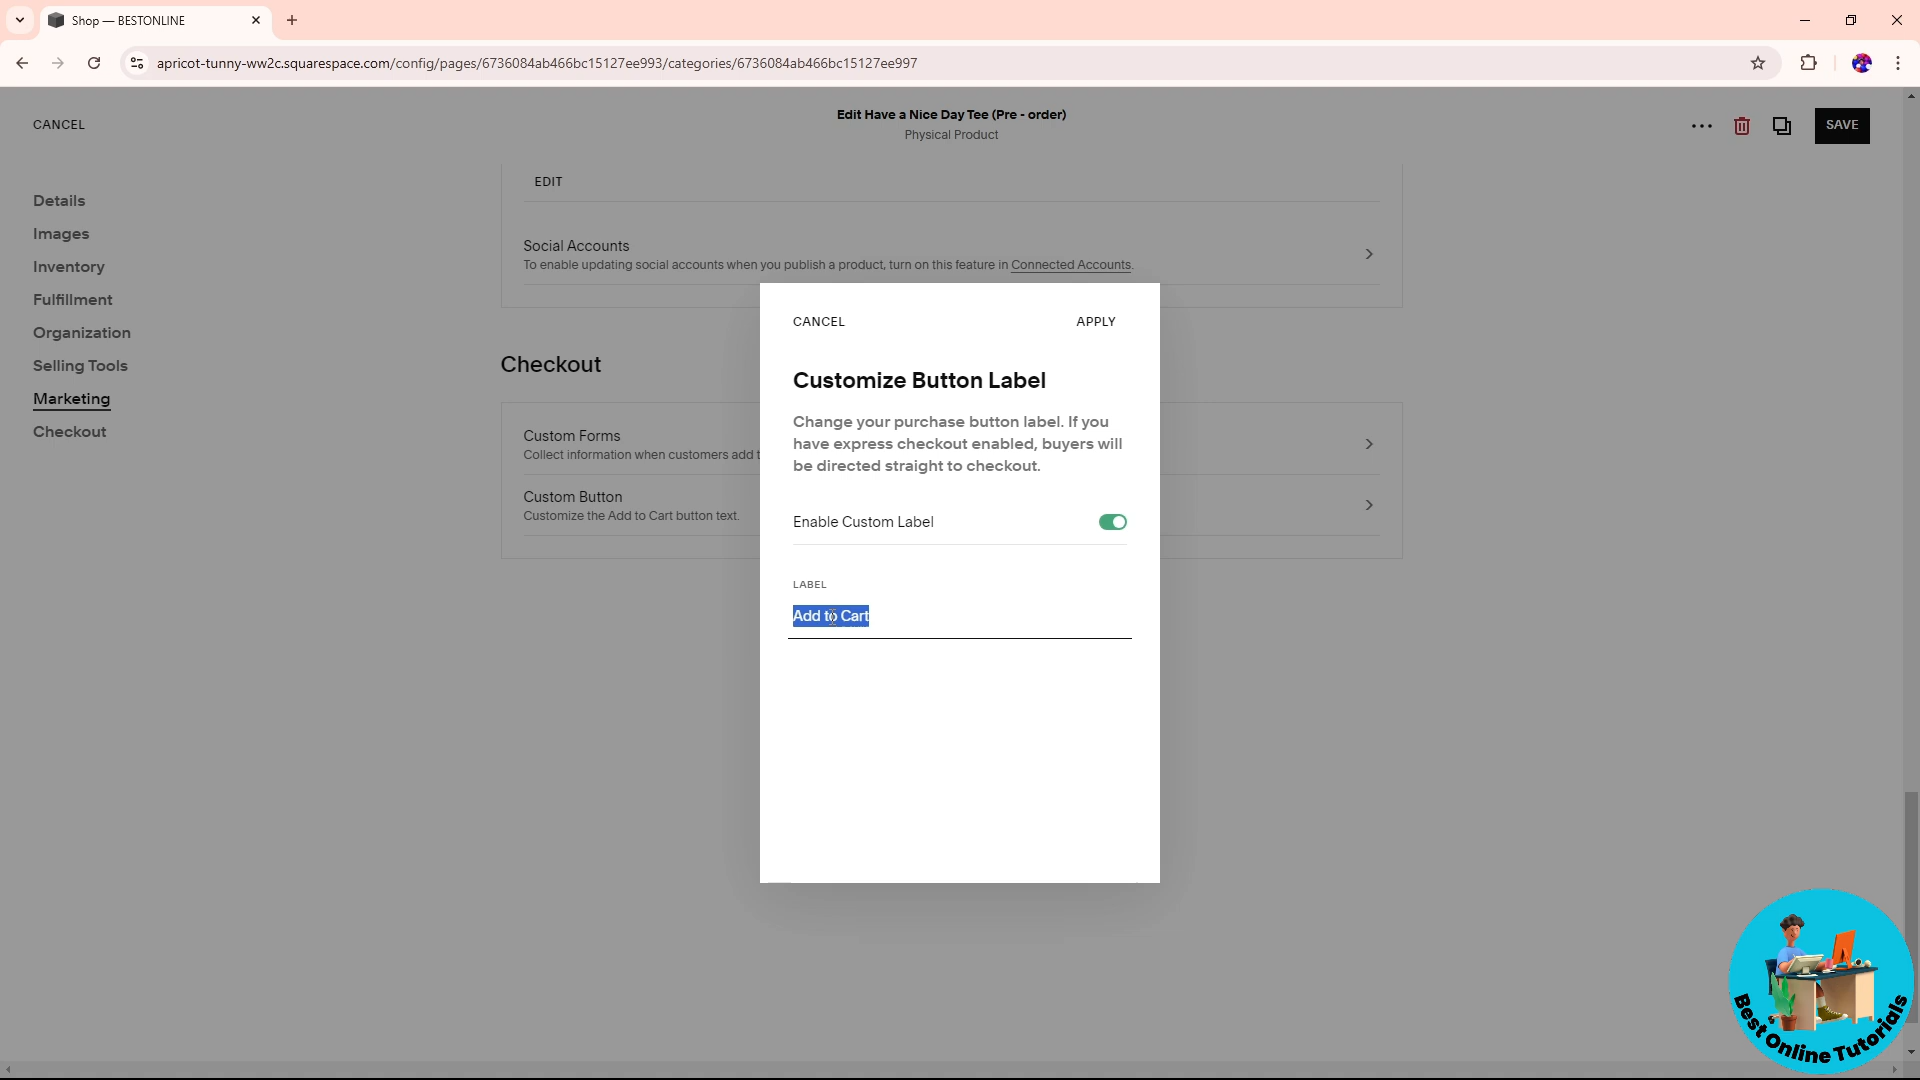 Shop — BESTONLINE
apricot-tunny-ww2c.squarespace.com/config/pages/6736084ab466bc15127ee993/categories/6736084ab466bc15127ee997
CANCEL
Edit Have a Nice Day Tee (Pre - order)
Physical Product
SAVE
Details
Images
Inventory
Fulfillment
Organization
Selling Tools
Marketing
Checkout
EDIT
Social Accounts
To enable updating social accounts when you publish a product, turn on this feature in Connected Accounts.
Checkout
Custom Forms
Collect information when customers add t
Custom Button
Customize the Add to Cart button text.
CANCEL
APPLY
Customize Button Label
Change your purchase button label. If you
have express checkout enabled, buyers will
be directed straight to checkout.
Enable Custom Label
LABEL
Add to Cart
Best Online Tutorials